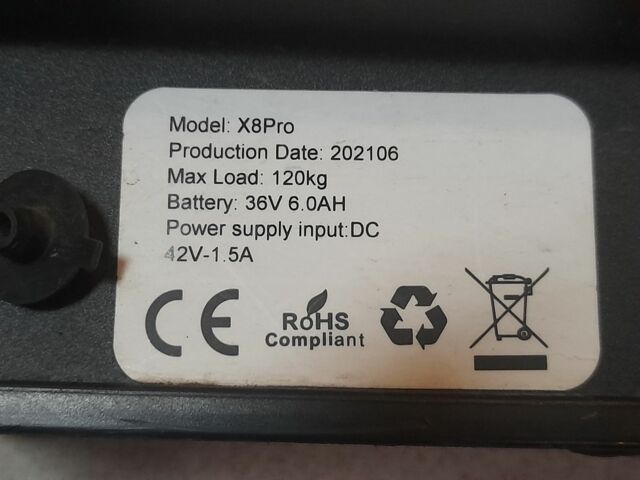 Model: X8Pro
Production Date: 202106
Max Load: 120kg
Battery: 36V 6.0AH
Power supply input:DC
42V-1.5A
CE
RoHS
Compliant